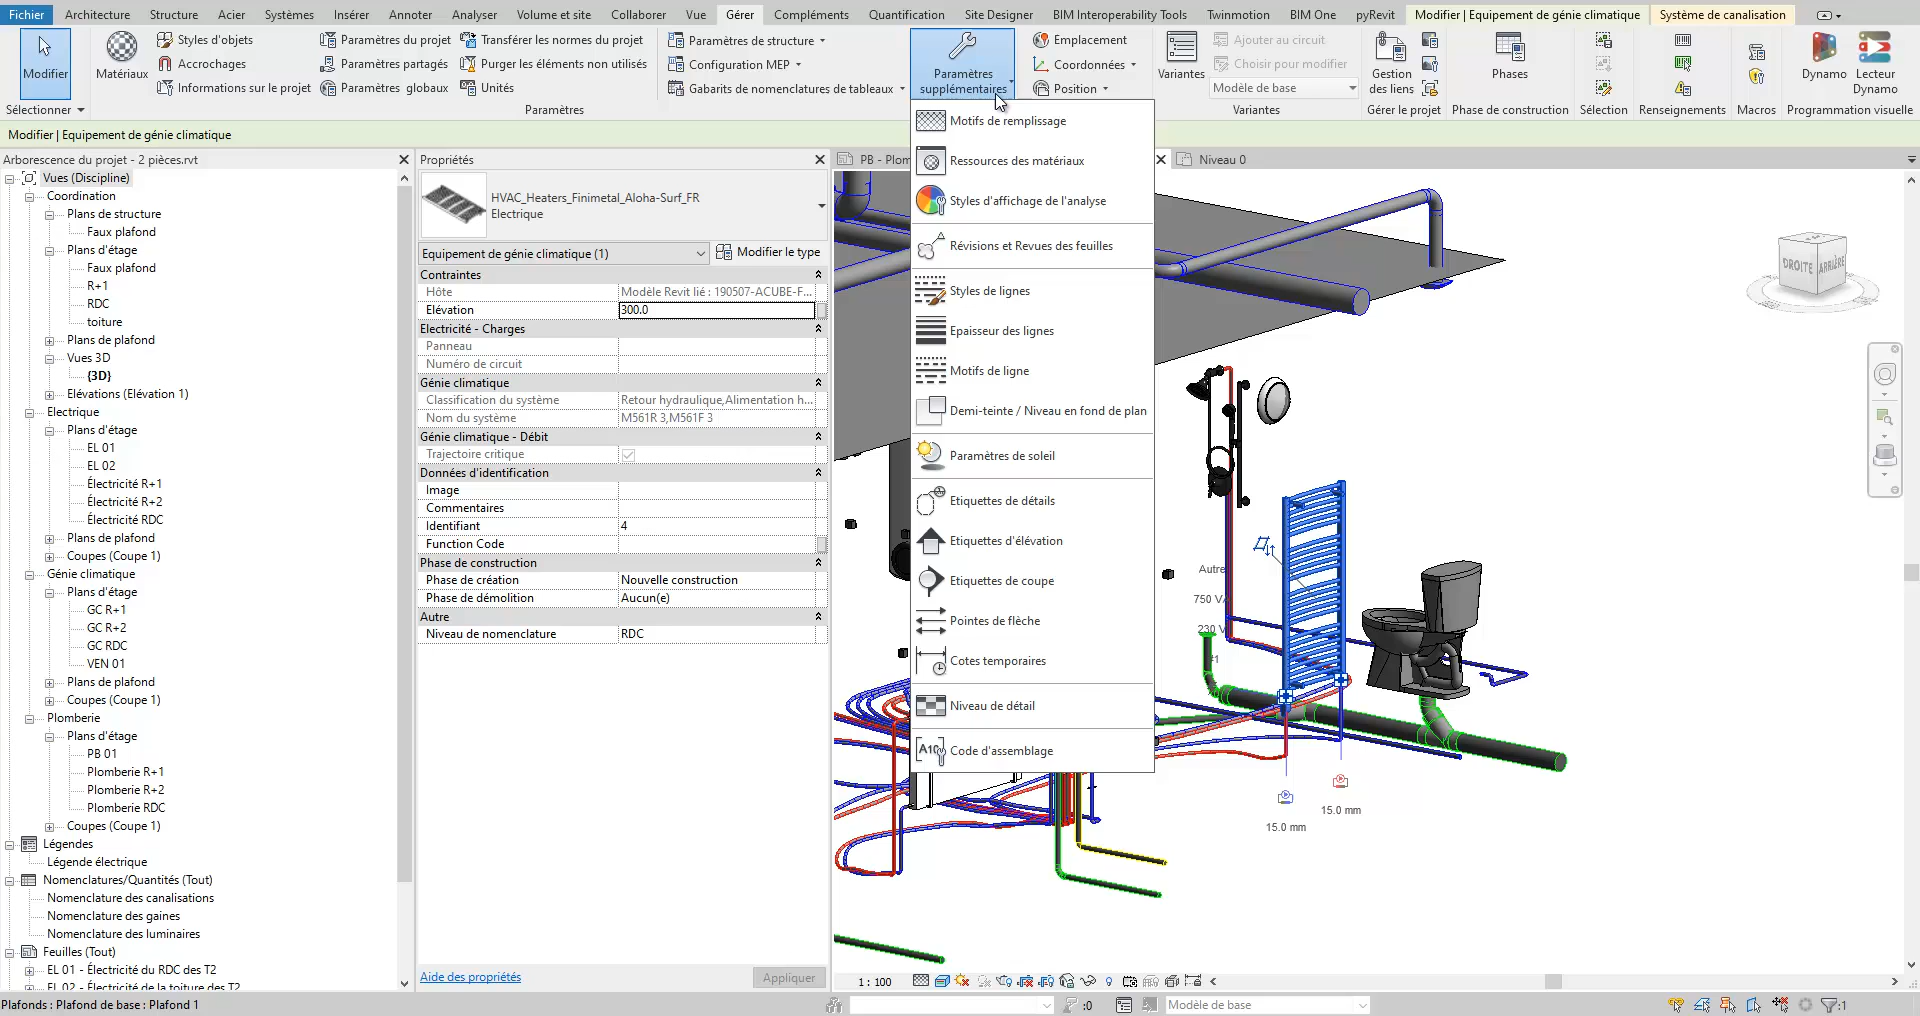 Fichier Architecture Structure Acier Systèmes Insérer Annoter Analyser Volume et site Collaborer Vue Gérer Compléments Quantification Site Designer BIM Interoperability Tools Twinmotion BIM One pyRevit Modifier | Equipement de génie climatique Système de canalisation
Modifier
Sélectionner
Matériaux
Styles d'objets
Accrochages
Informations sur le projet
Paramètres du projet
Paramètres partagés
Paramètres globaux
Transférer les normes du projet
Purger les éléments non utilisés
Unités
Paramètres
Paramètres de structure
Configuration MEP
Gabarits de nomenclatures de tableaux
Paramètres
supplémentaires
Emplacement
Coordonnées
Position
Variantes
Ajouter au circuit
Choisir pour modifier
Modèle de base
Variantes
Gestion
des liens
Gérer le projet
Phases
Phase de construction
Sélection
Renseignements
Macros
Dynamo
Lecteur
Dynamo
Programmation visuelle
Modifier | Equipement de génie climatique
Arborescence du projet - 2 pièces.rvt
Vues (Discipline)
Coordination
Plans de structure
Faux plafond
Plans d'étage
Faux plafond
R+1
RDC
toiture
Plans de plafond
Vues 3D
{3D}
Elévations (Elévation 1)
Electrique
Plans d'étage
EL 01
EL 02
Électricité R+1
Électricité R+2
Électricité RDC
Plans de plafond
Coupes (Coupe 1)
Génie climatique
Plans d'étage
GC R+1
GC R+2
GC RDC
VEN 01
Plans de plafond
Coupes (Coupe 1)
Plomberie
Plans d'étage
PB 01
Plomberie R+1
Plomberie R+2
Plomberie RDC
Coupes (Coupe 1)
Légendes
Légende électrique
Nomenclatures/Quantités (Tout)
Nomenclature des canalisations
Nomenclature des gaines
Nomenclature des luminaires
Feuilles (Tout)
EL 01 - Électricité du RDC des T2
EL 02 - Électricité de la toiture des T2
Propriétés
HVAC_Heaters_Finimetal_Aloha-Surf_FR
Electrique
Equipement de génie climatique (1)
Modifier le type
Contraintes
Hôte Modèle Revit lié : 190507-ACUBE-F...
Elévation 300.0
Electricité - Charges
Panneau
Numéro de circuit
Génie climatique
Classification du système Retour hydraulique,Alimentation h...
Nom du système M561R 3,M561F 3
Génie climatique - Débit
Trajectoire critique
Données d'identification
Image
Commentaires
Identifiant 4
Function Code
Phase de construction
Phase de création Nouvelle construction
Phase de démolition Aucun(e)
Autre
Niveau de nomenclature RDC
Aide des propriétés
Appliquer
PB - Plom
Niveau 0
Motifs de remplissage
Ressources des matériaux
Styles d'affichage de l'analyse
Révisions et Revues des feuilles
Styles de lignes
Epaisseur des lignes
Motifs de ligne
Demi-teinte / Niveau en fond de plan
Paramètres de soleil
Etiquettes de détails
Etiquettes d'élévation
Etiquettes de coupe
Pointes de flèche
Cotes temporaires
Niveau de détail
A10
Code d'assemblage
DROITE
ARRIÈRE
Autre
750 V
230 V
#1
15.0 mm
15.0 mm
1 : 100
Plafonds : Plafond de base : Plafond 1
:0
Modèle de base
:1